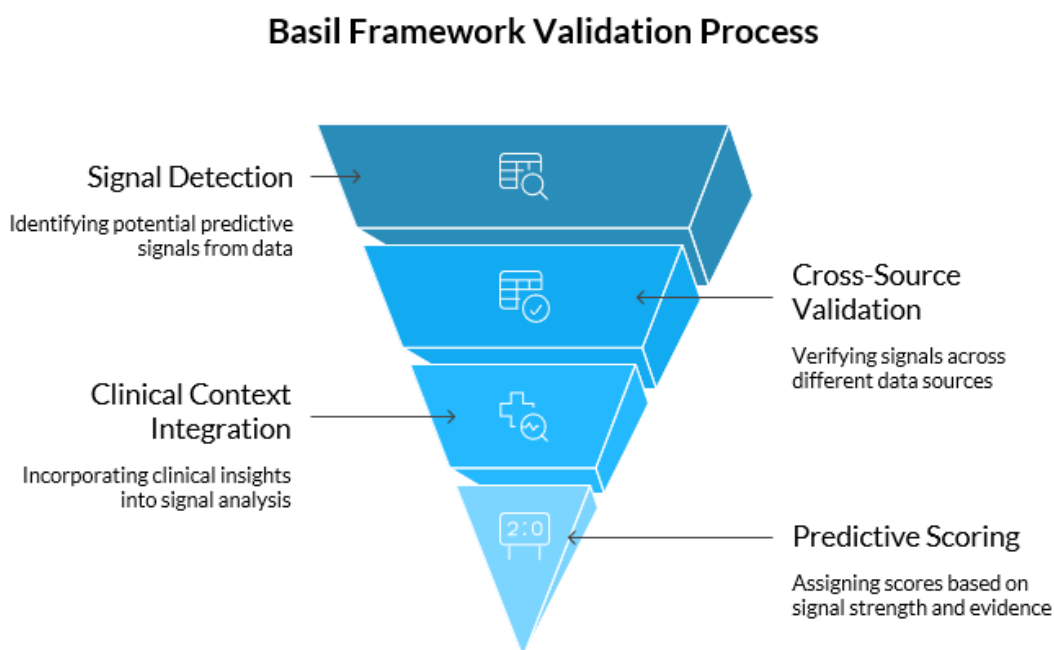 Basil Framework Validation Process
Signal Detection
Identifying potential predictive
signals from data
Cross-Source
Validation
Verifying signals across
different data sources
Clinical Context
Integration
Incorporating clinical insights
into signal analysis
2:0
Predictive Scoring
Assigning scores based on
signal strength and evidence